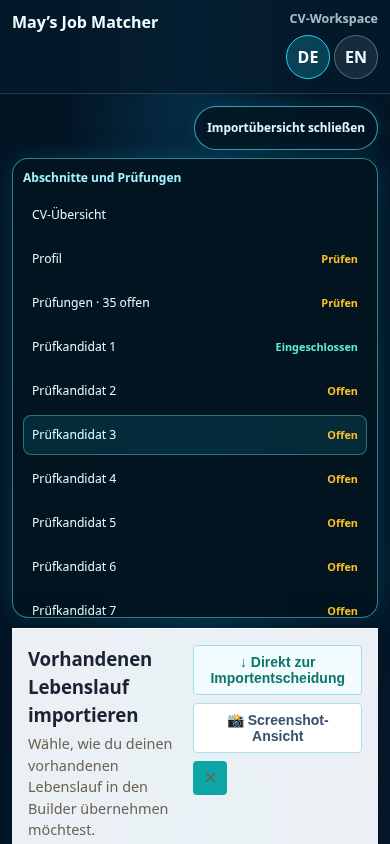 May's Job Matcher
CV-Workspace
DE EN
Importübersicht schließen
Abschnitte und Prüfungen
CV-Übersicht
Profil Prüfen
Prüfungen · 35 offen Prüfen
Prüfkandidat 1 Eingeschlossen
Prüfkandidat 2 Offen
Prüfkandidat 3 Offen
Prüfkandidat 4 Offen
Prüfkandidat 5 Offen
Prüfkandidat 6 Offen
Prüfkandidat 7 Offen
Vorhandenen
Lebenslauf
importieren
Wähle, wie du deinen
vorhandenen
Lebenslauf in den
Builder übernehmen
möchtest.
↓ Direkt zur
Importentscheidung
📸 Screenshot-
Ansicht
✕